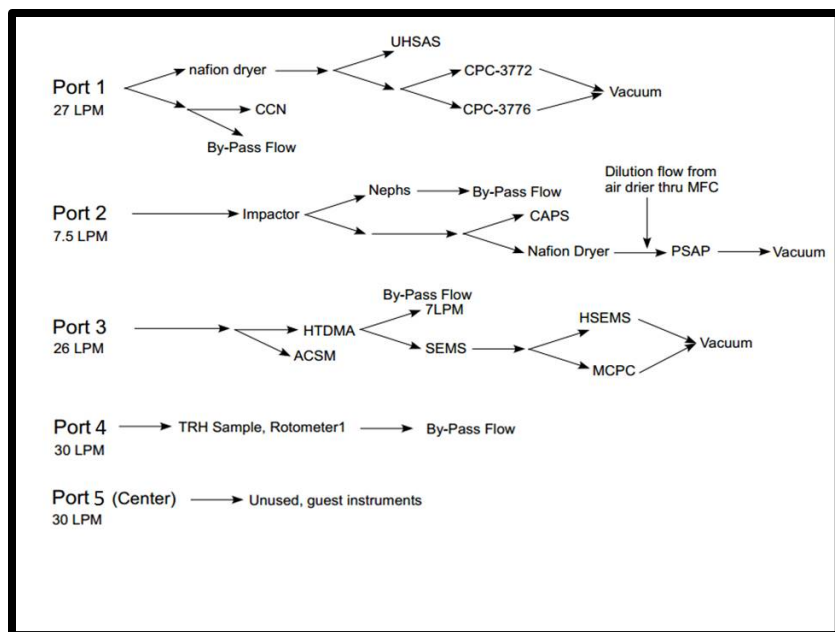 Port 1
27 LPM
nafion dryer
UHSAS
CPC-3772
CPC-3776
Vacuum
CCN
By-Pass Flow
Port 2
7.5 LPM
Impactor
Nephs
By-Pass Flow
CAPS
Nafion Dryer
Dilution flow from
air drier thru MFC
PSAP
Vacuum
Port 3
26 LPM
HTDMA
ACSM
By-Pass Flow
7LPM
SEMS
HSEMS
MCPC
Vacuum
Port 4
30 LPM
TRH Sample, Rotometer1
By-Pass Flow
Port 5 (Center)
30 LPM
Unused, guest instruments